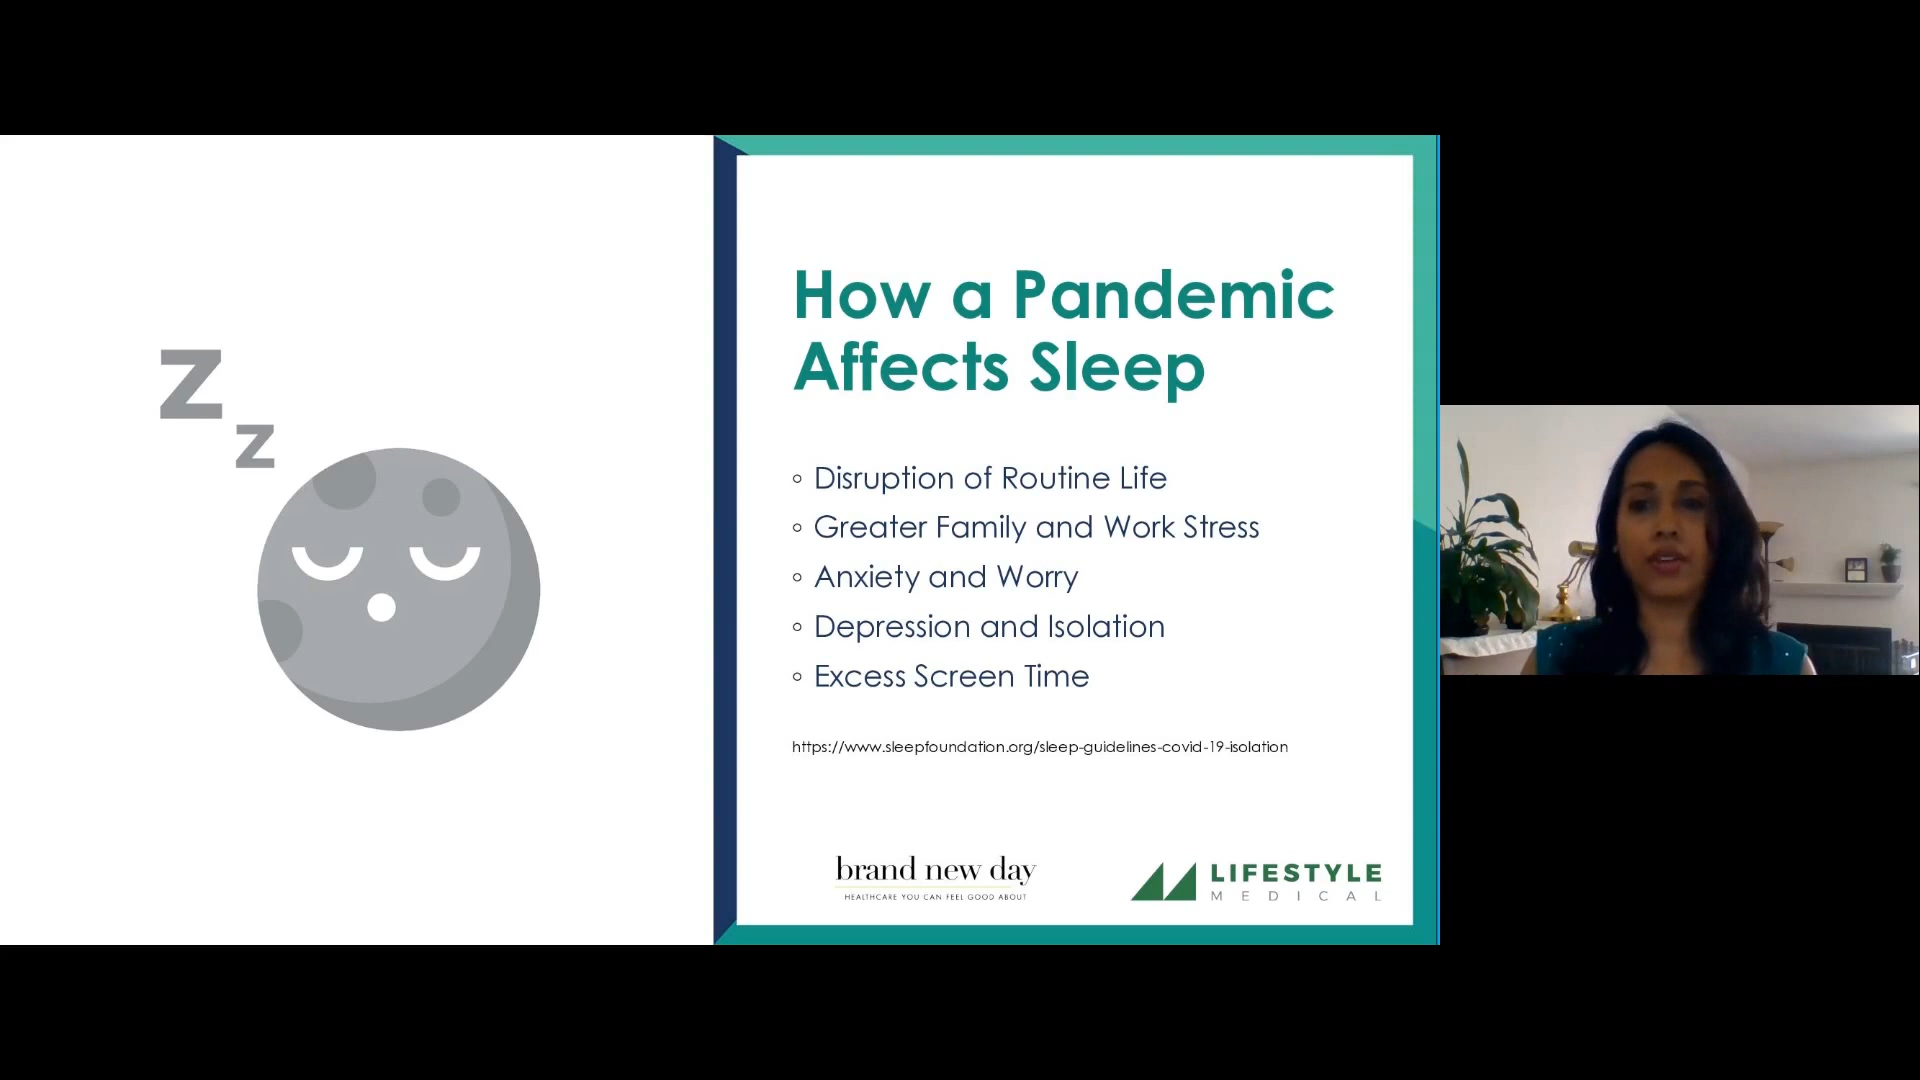 Z
Z
How a Pandemic
Affects Sleep
Disruption of Routine Life
Greater Family and Work Stress
Anxiety and Worry
Depression and Isolation
Excess Screen Time
https://www.sleepfoundation.org/sleep-guidelines-covid-19-isolation
brand new day
HEALTHCARE YOU CAN FEEL GOOD ABOUT
LIFESTYLE
MEDICAL